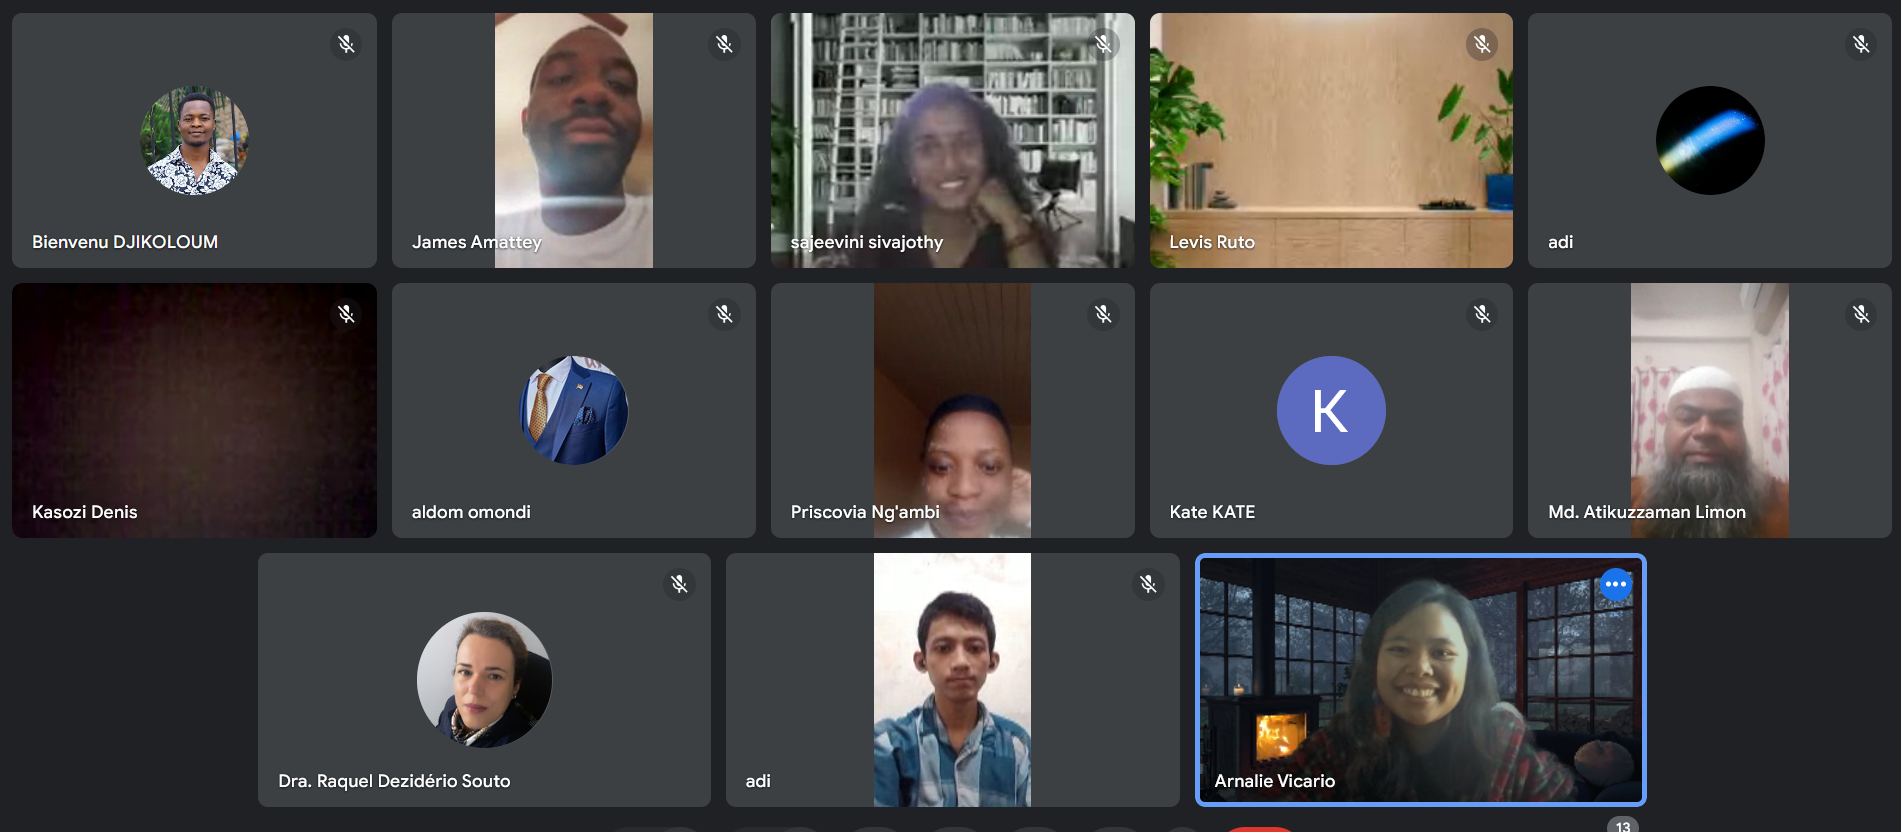 Bienvenu DJIKOLOUM
James Amattey
sajeevini sivajothy
Levis Ruto
adi
Kasozi Denis
aldom omondi
Priscovia Ng'ambi
K
Kate KATE
Md. Atikuzzaman Limon
Dra. Raquel Dezidério Souto
adi
Arnalie Vicario
13